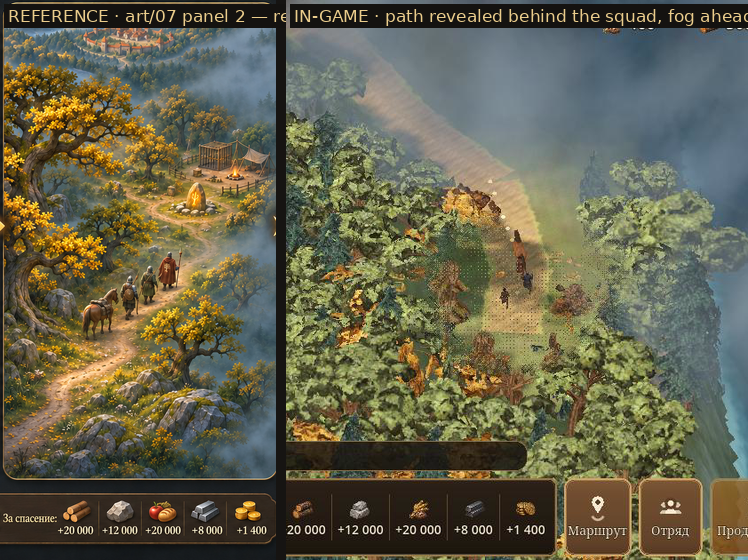 REFERENCE · art/07 panel 2 — re
IN-GAME · path revealed behind the squad, fog ahead
За спасение:
+20 000
+12 000
+20 000
+8 000
+1 400
20 000
+12 000
+20 000
+8 000
+1 400
Маршрут
Отряд
Прод